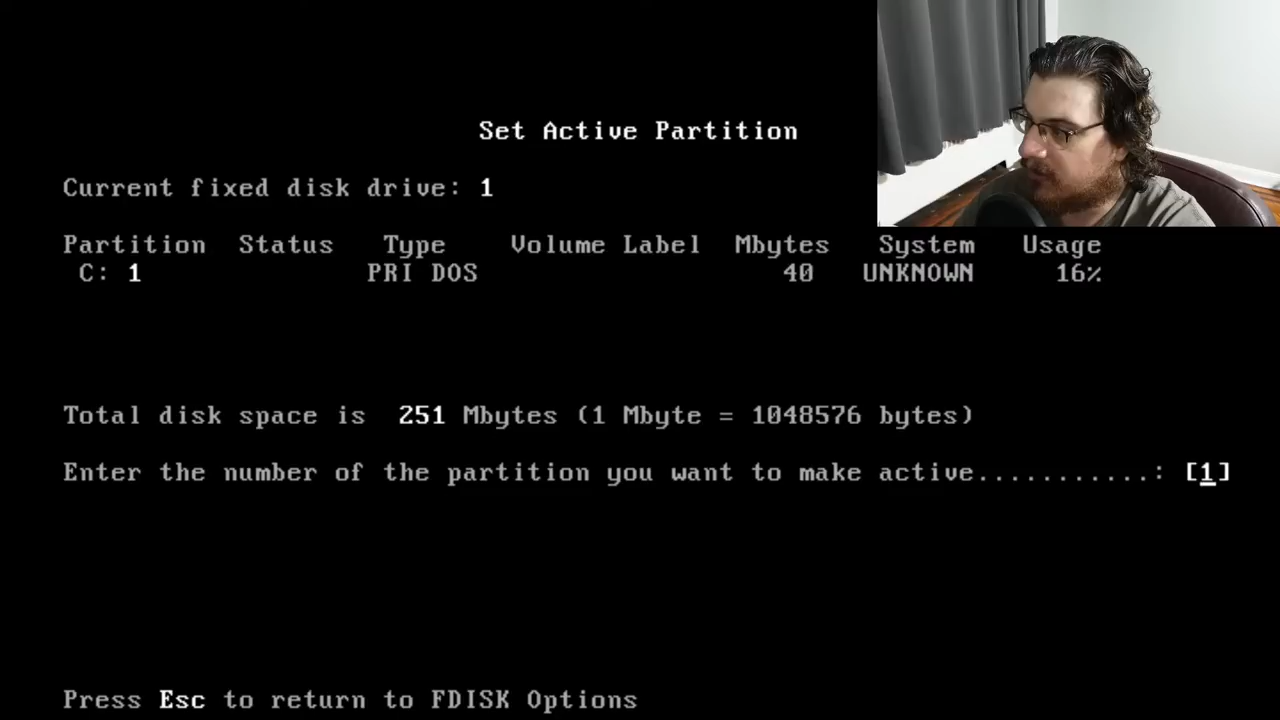 Set Active Partition
Current fixed disk drive: 1
Partition Status Type Volume Label Mbytes System Usage
C: 1 PRI DOS 40 UNKNOWN 16%
Total disk space is 251 Mbytes (1 Mbyte = 1048576 bytes)
Enter the number of the partition you want to make active...........: [1]
Press Esc to return to FDISK Options